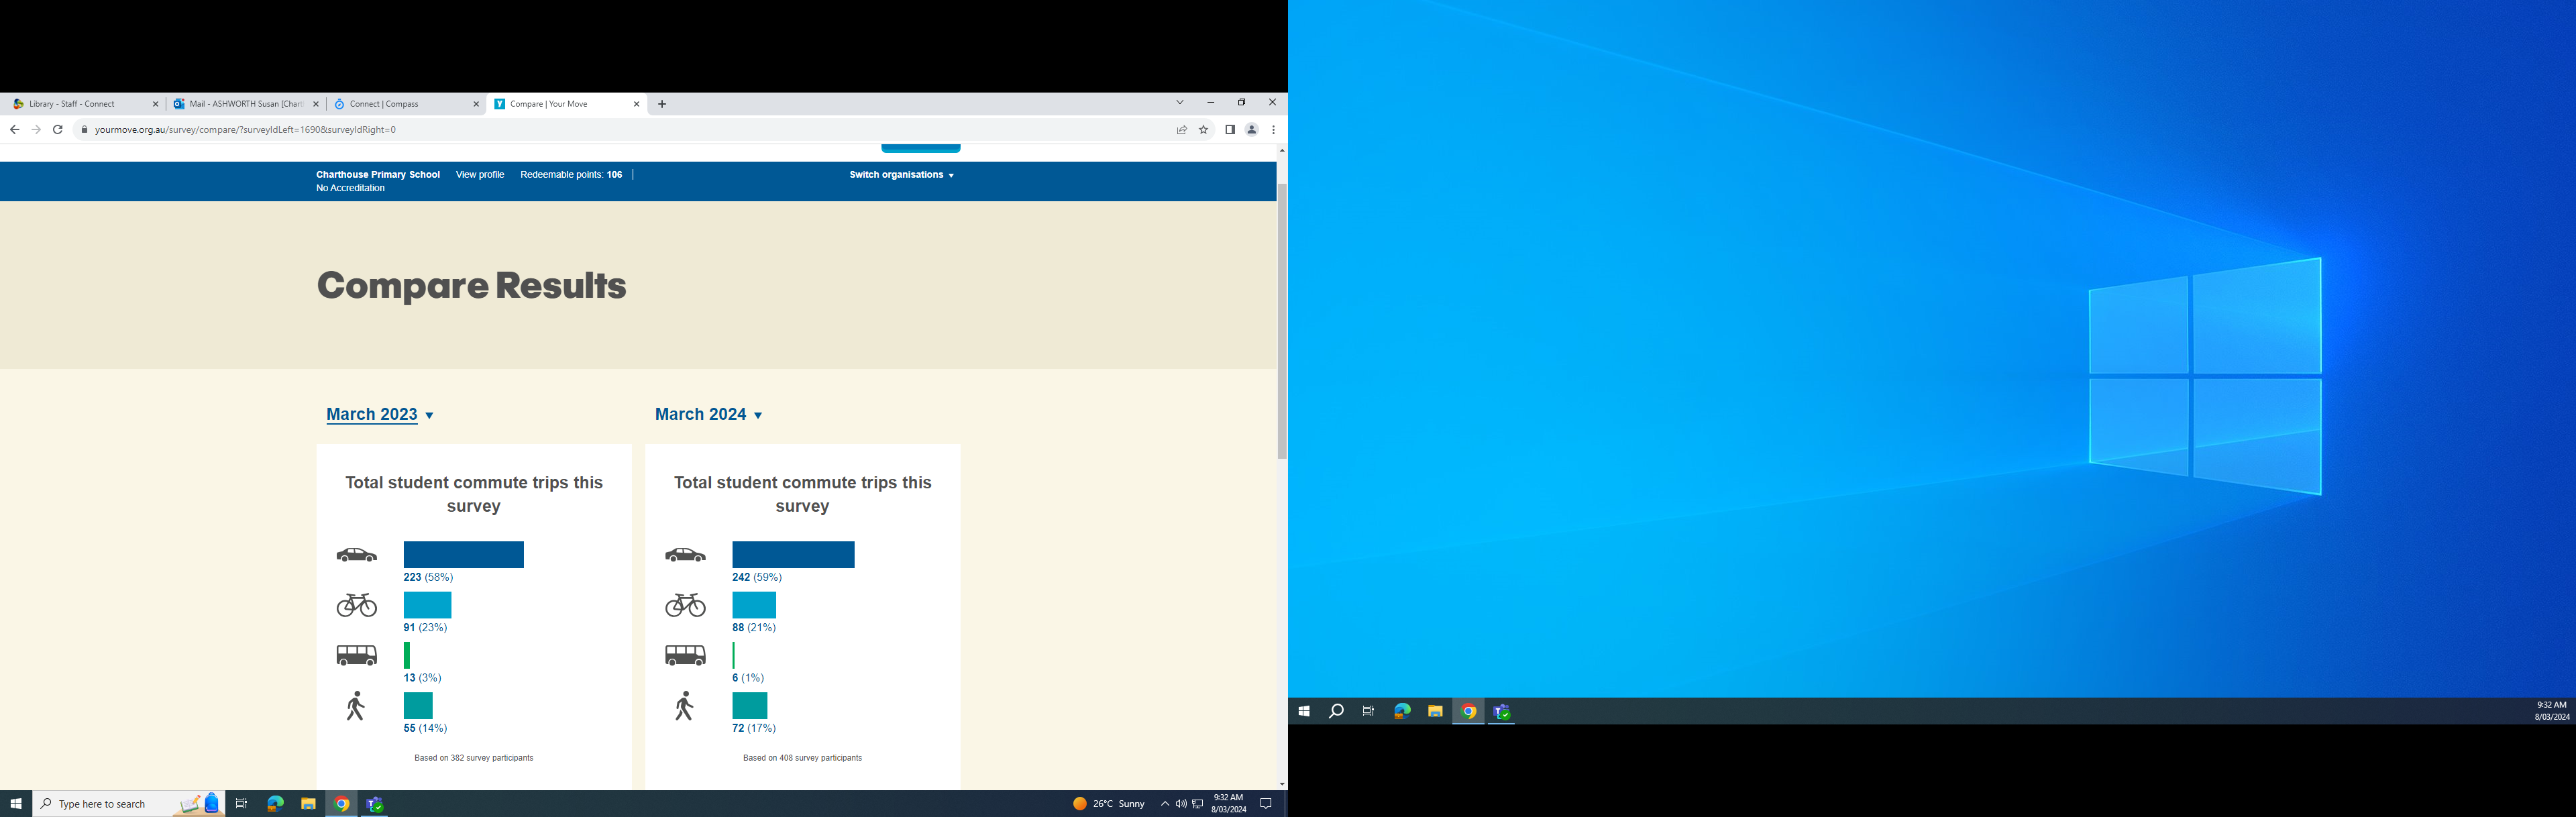 Library - Staff - Connect
Mail - ASHWORTH Susan [Chart
Connect | Compass
Compare | Your Move
yourmove.org.au/survey/compare/?surveyIdLeft=1690&surveyIdRight=0
Charthouse Primary School View profile Redeemable points: 106 Switch organisations
No Accreditation
Compare Results
March 2023
March 2024
Total student commute trips this
survey
223 (58%)
91 (23%)
13 (3%)
55 (14%)
Based on 382 survey participants
Total student commute trips this
survey
242 (59%)
88 (21%)
6 (1%)
72 (17%)
Based on 408 survey participants
Type here to search
26°C Sunny
9:32 AM
8/03/2024
9:32 AM
8/03/2024